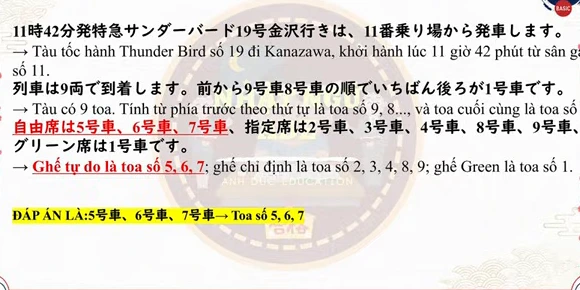 BASIC
11時42分発特急サンダーバード19号金沢行きは、11番乗り場から発車します。
→ Tàu tốc hành Thunder Bird số 19 đi Kanazawa, khởi hành lúc 11 giờ 42 phút từ sân
số 11.
列車は9両で到着します。前から9号車8号車の順でいちばん後ろが1号車です。
→ Tàu có 9 toa. Tính từ phía trước theo thứ tự là toa số 9, 8..., và toa cuối cùng là toa số
自由席は5号車、6号車、7号車、指定席は2号車、3号車、4号車、8号車、9号車、
グリーン席は1号車です。
→ Ghế tự do là toa số 5, 6, 7; ghế chỉ định là toa số 2, 3, 4, 8, 9; ghế Green là toa số 1.
ANH DUC EDUCATION
ĐÁP ÁN LÀ:5号車、6号車、7号車→ Toa số 5, 6, 7